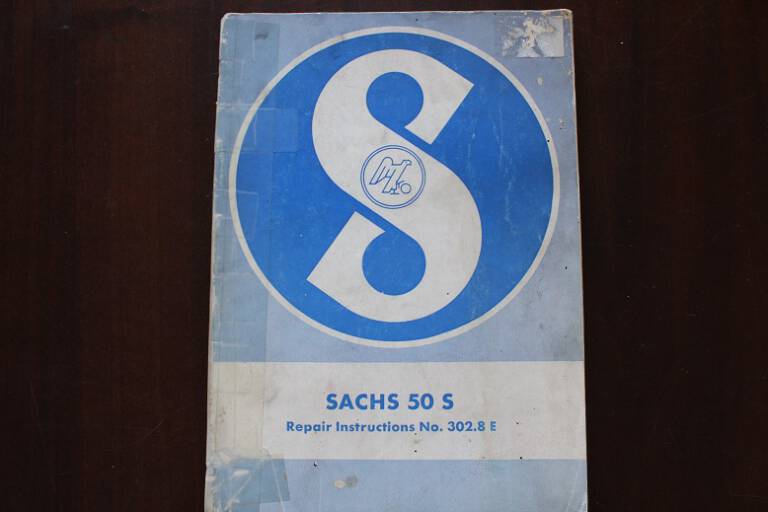 S
SACHS 50 S
Repair Instructions No. 302.8 E